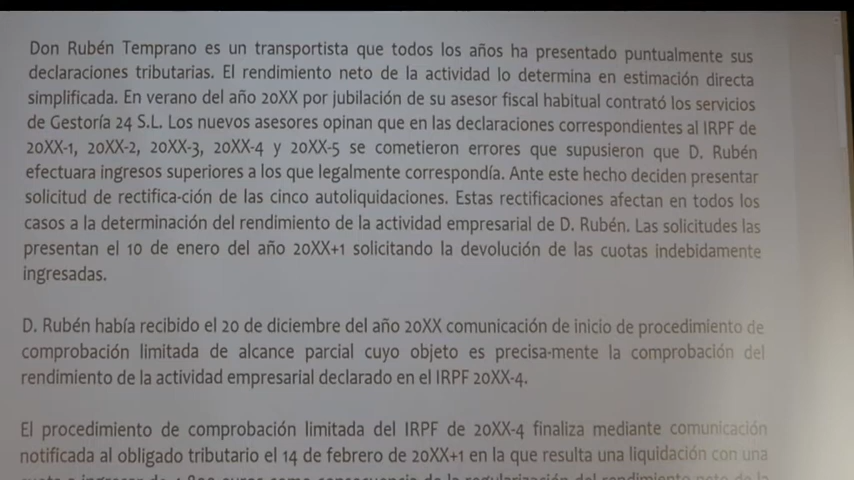 Don Rubén Temprano es un transportista que todos los años ha presentado puntualmente sus
declaraciones tributarias. El rendimiento neto de la actividad lo determina en estimación directa
simplificada. En verano del año 20XX por jubilación de su asesor fiscal habitual contrató los servicios
de Gestoría 24 S.L. Los nuevos asesores opinan que en las declaraciones correspondientes al IRPF de
20XX-1, 20XX-2, 20XX-3, 20XX-4 y 20XX-5 se cometieron errores que supusieron que D. Rubén
efectuara ingresos superiores a los que legalmente correspondía. Ante este hecho deciden presentar
solicitud de rectifica-ción de las cinco autoliquidaciones. Estas rectificaciones afectan en todos los
casos a la determinación del rendimiento de la actividad empresarial de D. Rubén. Las solicitudes las
presentan el 10 de enero del año 20XX+1 solicitando la devolución de las cuotas indebidamente
ingresadas.
D. Rubén había recibido el 20 de diciembre del año 20XX comunicación de inicio de procedimiento de
comprobación limitada de alcance parcial cuyo objeto es precisa-mente la comprobación del
rendimiento de la actividad empresarial declarado en el IRPF 20XX-4.
El procedimiento de comprobación limitada del IRPF de 20XX-4 finaliza mediante comunicación
notificada al obligado tributario el 14 de febrero de 20XX+1 en la que resulta una liquidación con una